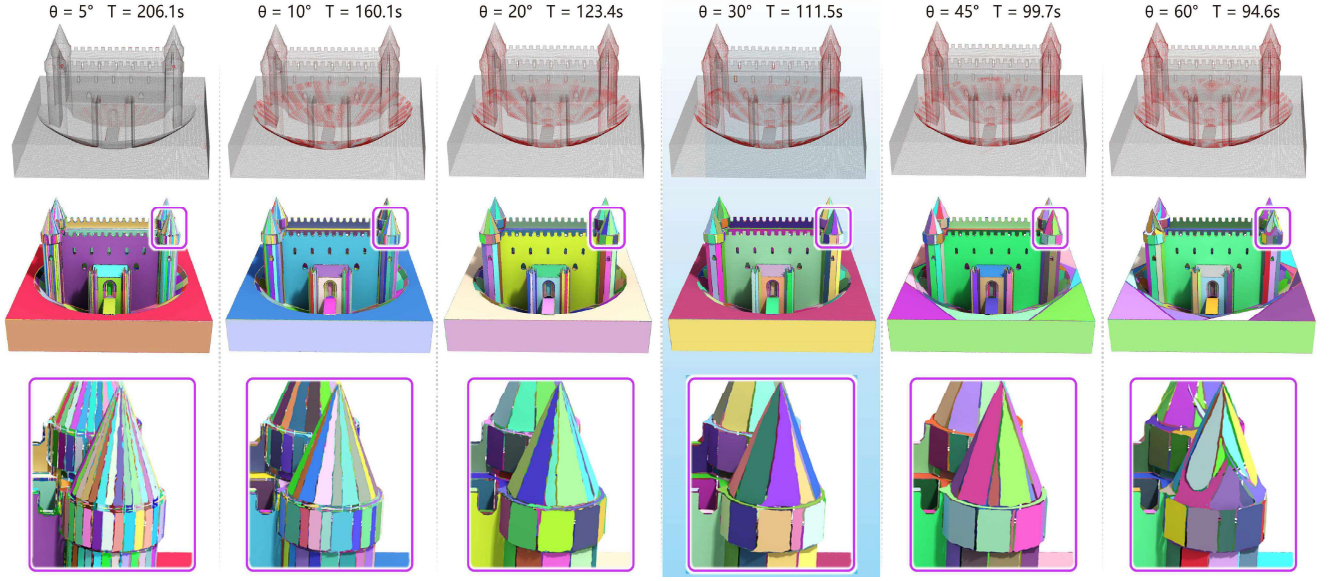 θ = 5° T = 206.1s
θ = 10° T = 160.1s
θ = 20° T = 123.4s
θ = 30° T = 111.5s
θ = 45° T = 99.7s
θ = 60° T = 94.6s